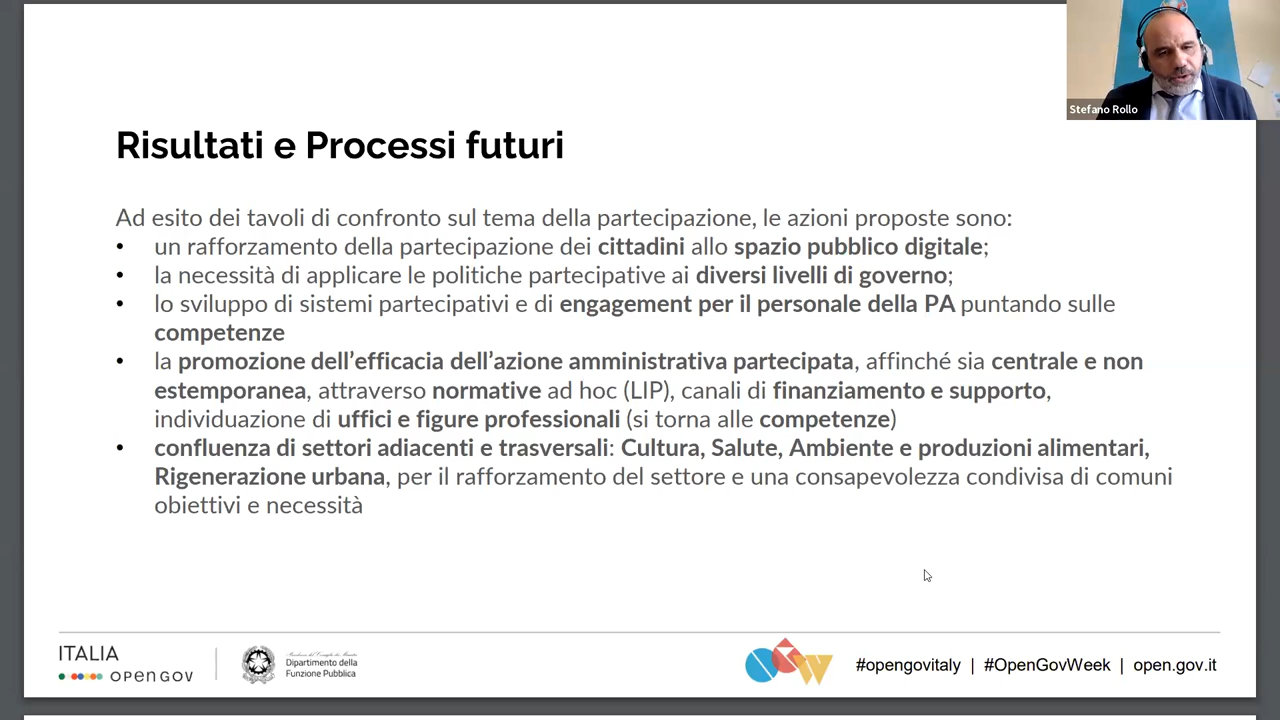 Stefano Rollo
Risultati e Processi futuri
Ad esito dei tavoli di confronto sul tema della partecipazione, le azioni proposte sono:
• un rafforzamento della partecipazione dei cittadini allo spazio pubblico digitale;
• la necessità di applicare le politiche partecipative ai diversi livelli di governo;
• lo sviluppo di sistemi partecipativi e di engagement per il personale della PA puntando sulle
competenze
• la promozione dell’efficacia dell’azione amministrativa partecipata, affinché sia centrale e non
estemporanea, attraverso normative ad hoc (LIP), canali di finanziamento e supporto,
individuazione di uffici e figure professionali (si torna alle competenze)
• confluenza di settori adiacenti e trasversali: Cultura, Salute, Ambiente e produzioni alimentari,
Rigenerazione urbana, per il rafforzamento del settore e una consapevolezza condivisa di comuni
obiettivi e necessità
ITALIA
open gov
Dipartimento della
Funzione Pubblica
#opengovitaly | #OpenGovWeek | open.gov.it